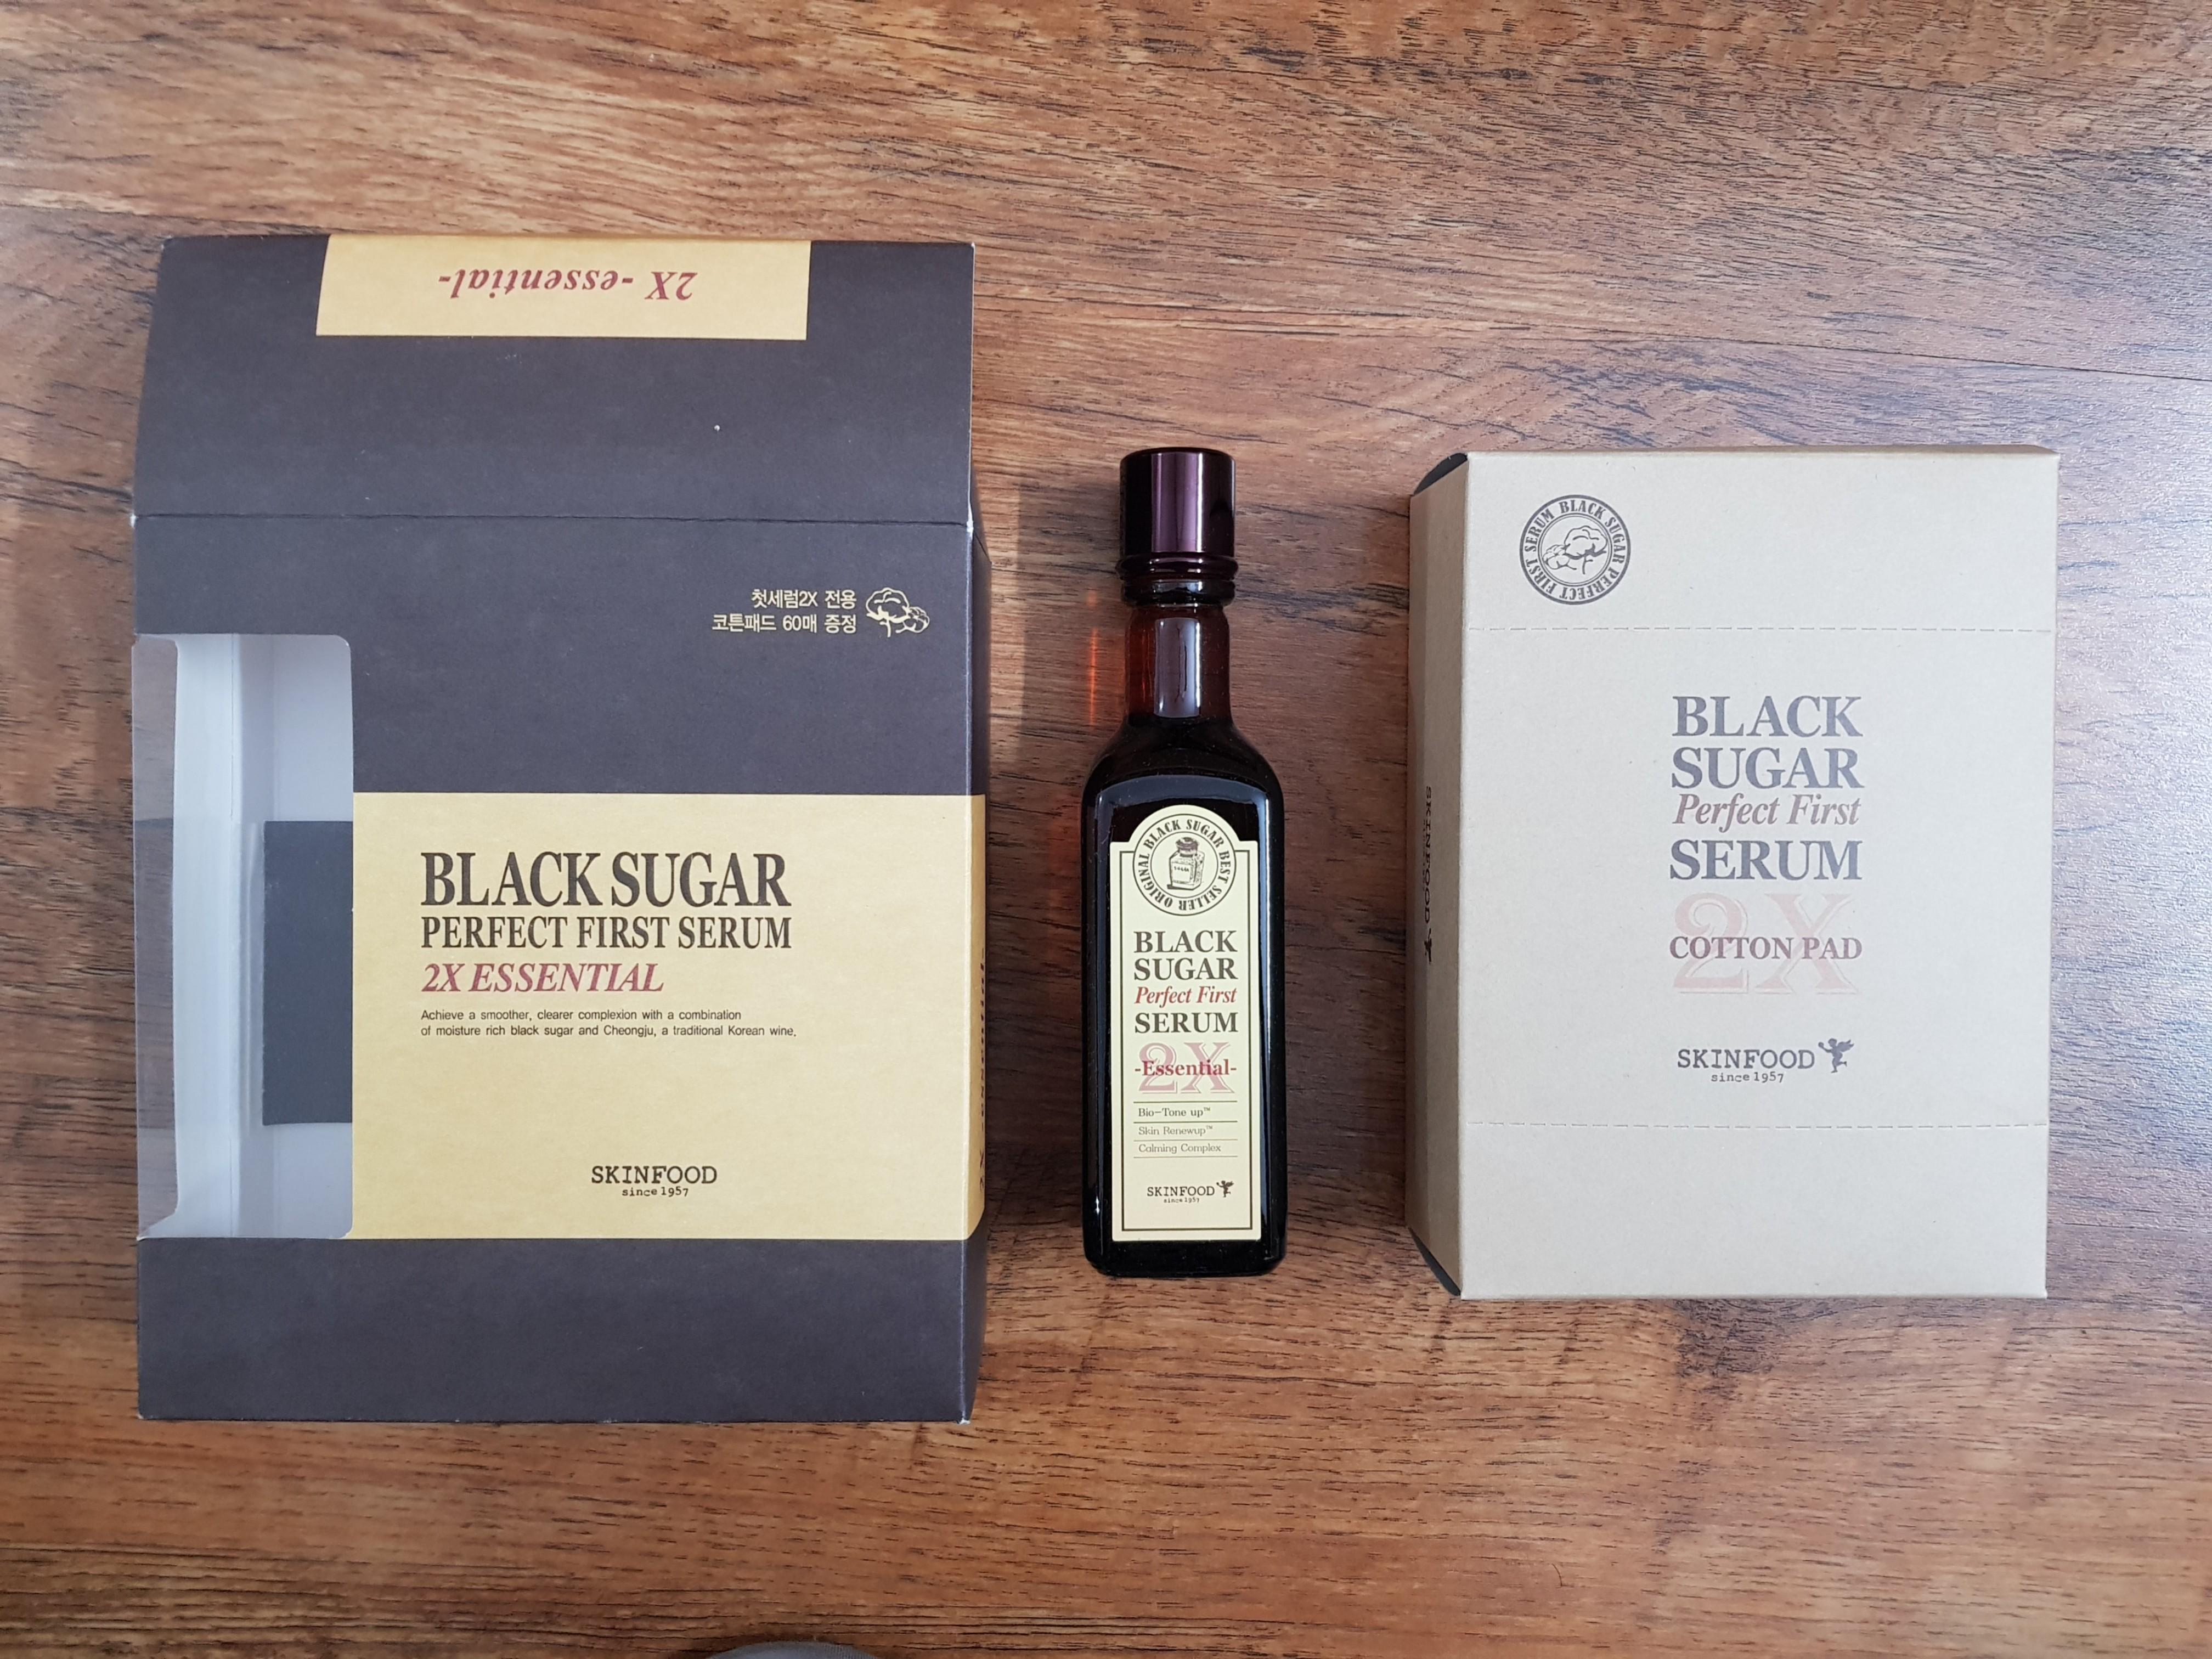 2X -essential-
첫세럼2X 전용
코튼패드 60매 증정
BLACK SUGAR
PERFECT FIRST SERUM
2X ESSENTIAL
Achieve a smoother, clearer complexion with a combination
of moisture rich black sugar and Cheongju, a traditional Korean wine.
SKINFOOD
since 1957
2X -essential-
ORIGINAL BLACK SUGAR BEST SELLER
SUGAR
BLACK
SUGAR
Perfect First
SERUM
2X
-Essential-
Bio-Tone up™
Skin Renewup™
Calming Complex
SKINFOOD
since 1957
BLACK SUGAR PERFECT FIRST SERUM
BLACK
SUGAR
Perfect First
SERUM
2X
COTTON PAD
SKINFOOD
since 1957
SKINFOOD